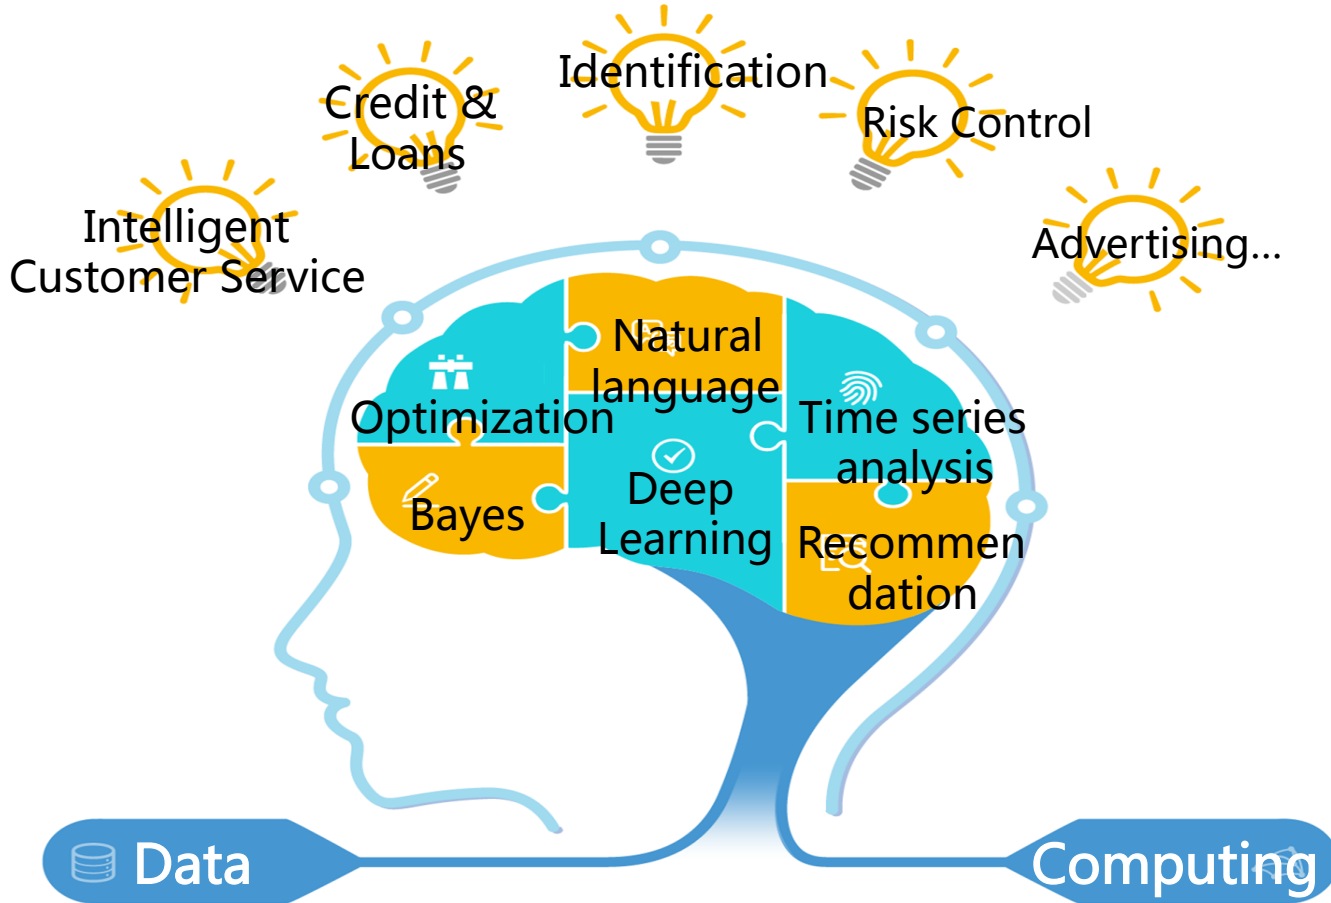 Identification
Credit &
Loans
Risk Control
Intelligent
Customer Service
Advertising...
Natural
language
Optimization
Time series
analysis
Deep
Learning
Bayes
Recommen
dation
Data
Computing